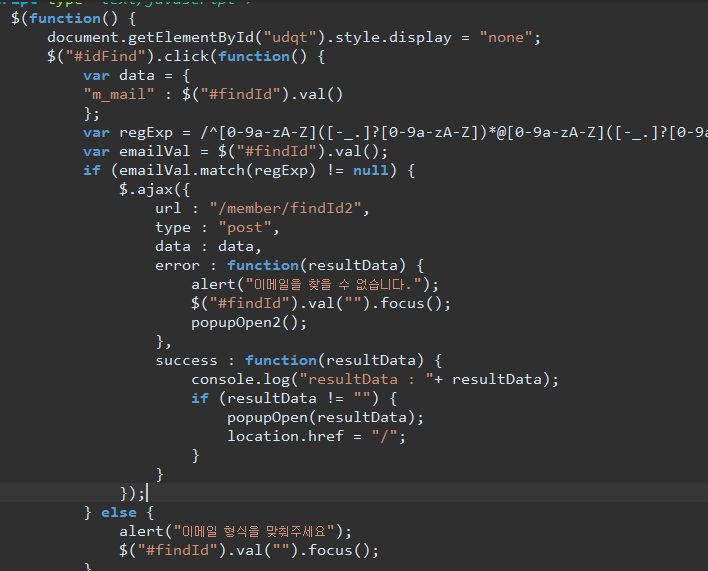 $(function() {
document.getElementById("udqt").style.display = "none";
$("#idFind").click(function() {
var data = {
"m_mail" : $("#findId").val()
};
var regExp = /^[0-9a-zA-Z]([-_.]?[0-9a-zA-Z])*@[0-9a-zA-Z]([-_.]?[0-9a
var emailVal = $("#findId").val();
if (emailVal.match(regExp) != null) {
$.ajax({
url : "/member/findId2",
type : "post",
data : data,
error : function(resultData) {
alert("이메일을 찾을 수 없습니다.");
$("#findId").val("").focus();
popupOpen2();
},
success : function(resultData) {
console.log("resultData : "+ resultData);
if (resultData != "") {
popupOpen(resultData);
location.href = "/";
}
}
});
} else {
alert("이메일 형식을 맞춰주세요");
$("#findId").val("").focus();
}